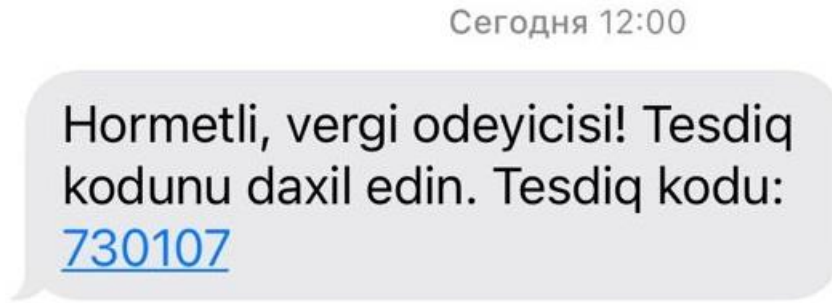 Сегодня 12:00
Hormetli, vergi odeyicisi! Tesdiq
kodunu daxil edin. Tesdiq kodu:
730107